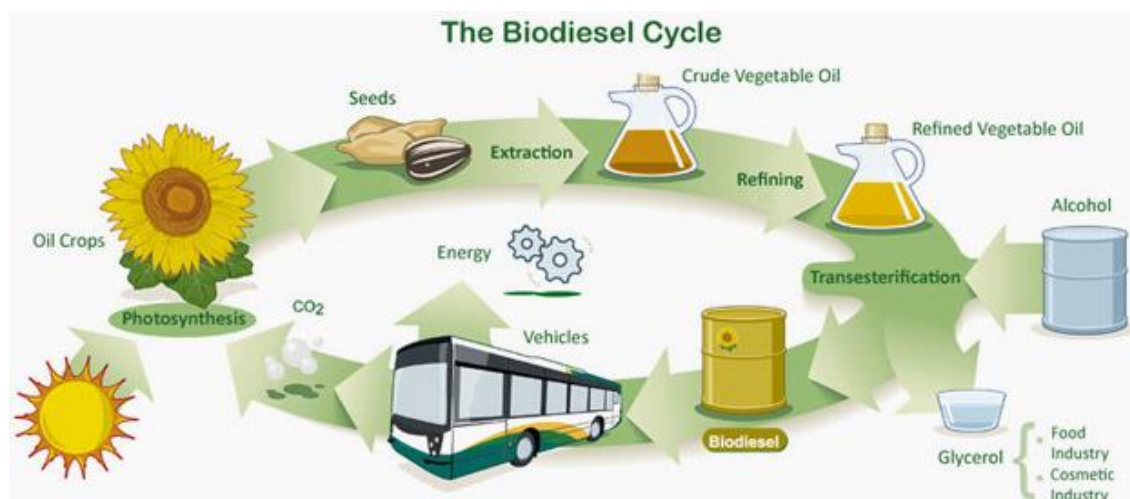 The Biodiesel Cycle
Crude Vegetable Oil
Seeds
Refined Vegetable Oil
Extraction
Refining
Alcohol
Oil Crops
Energy
Transesterification
CO2
Photosynthesis
Vehicles
Biodiesel
Glycerol
· Food
Industry
· Cosmetic
Industry